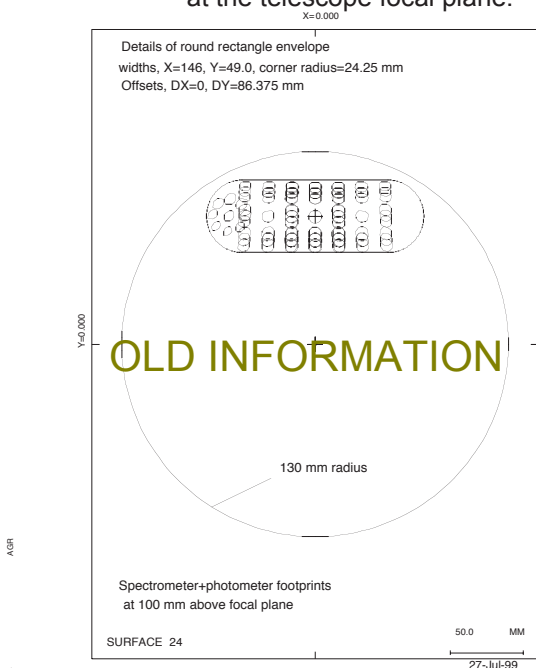 at the telescope focal plane.
X=0.000
Details of round rectangle envelope
widths, X=146, Y=49.0, corner radius=24.25 mm
Offsets, DX=0, DY=86.375 mm
Y=0.000
OLD INFORMATION
130 mm radius
AGR
Spectrometer+photometer footprints
at 100 mm above focal plane
SURFACE 24
50.0 MM
27-Jul-99